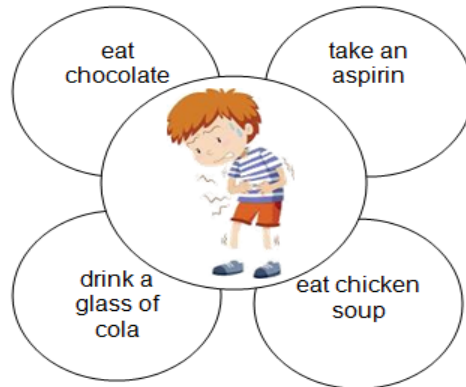 eat
chocolate
take an
aspirin
drink a
glass of
cola
eat chicken
soup